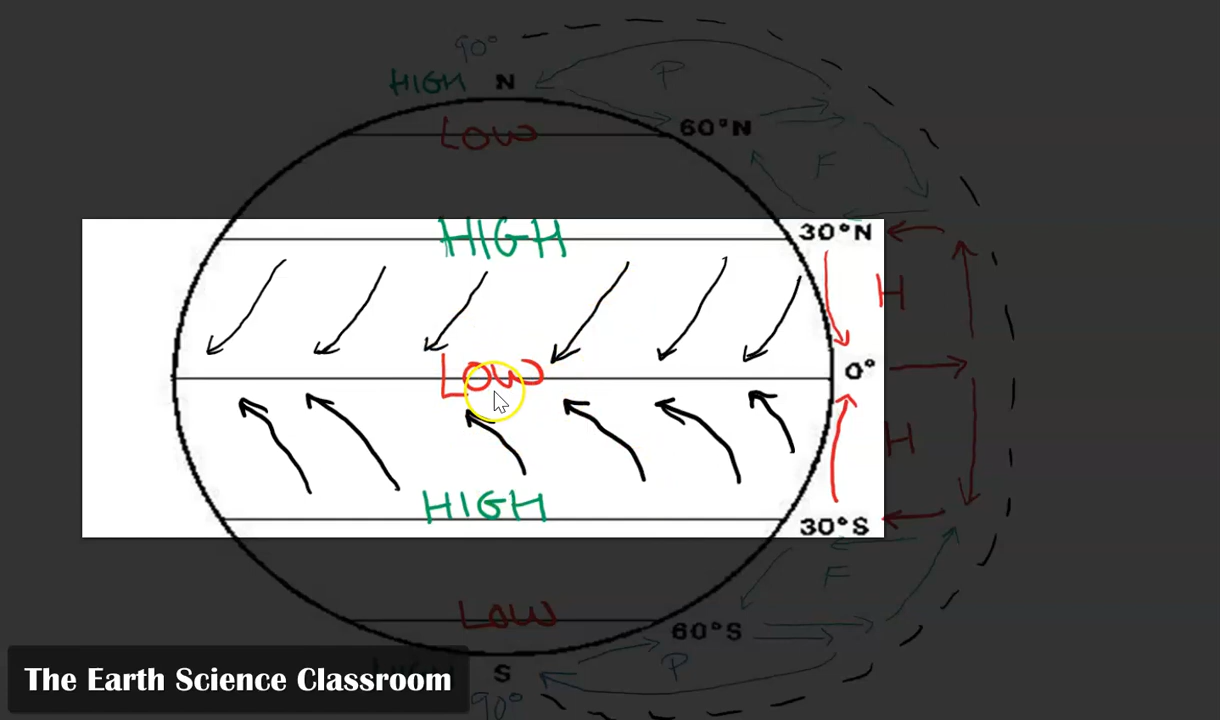 90°
HIGH N P
LOW 60°N
F
HIGH 30°N
H
LOW 0°
H
HIGH 30°S
F
LOW 60°S
The Earth Science Classroom S P
90°